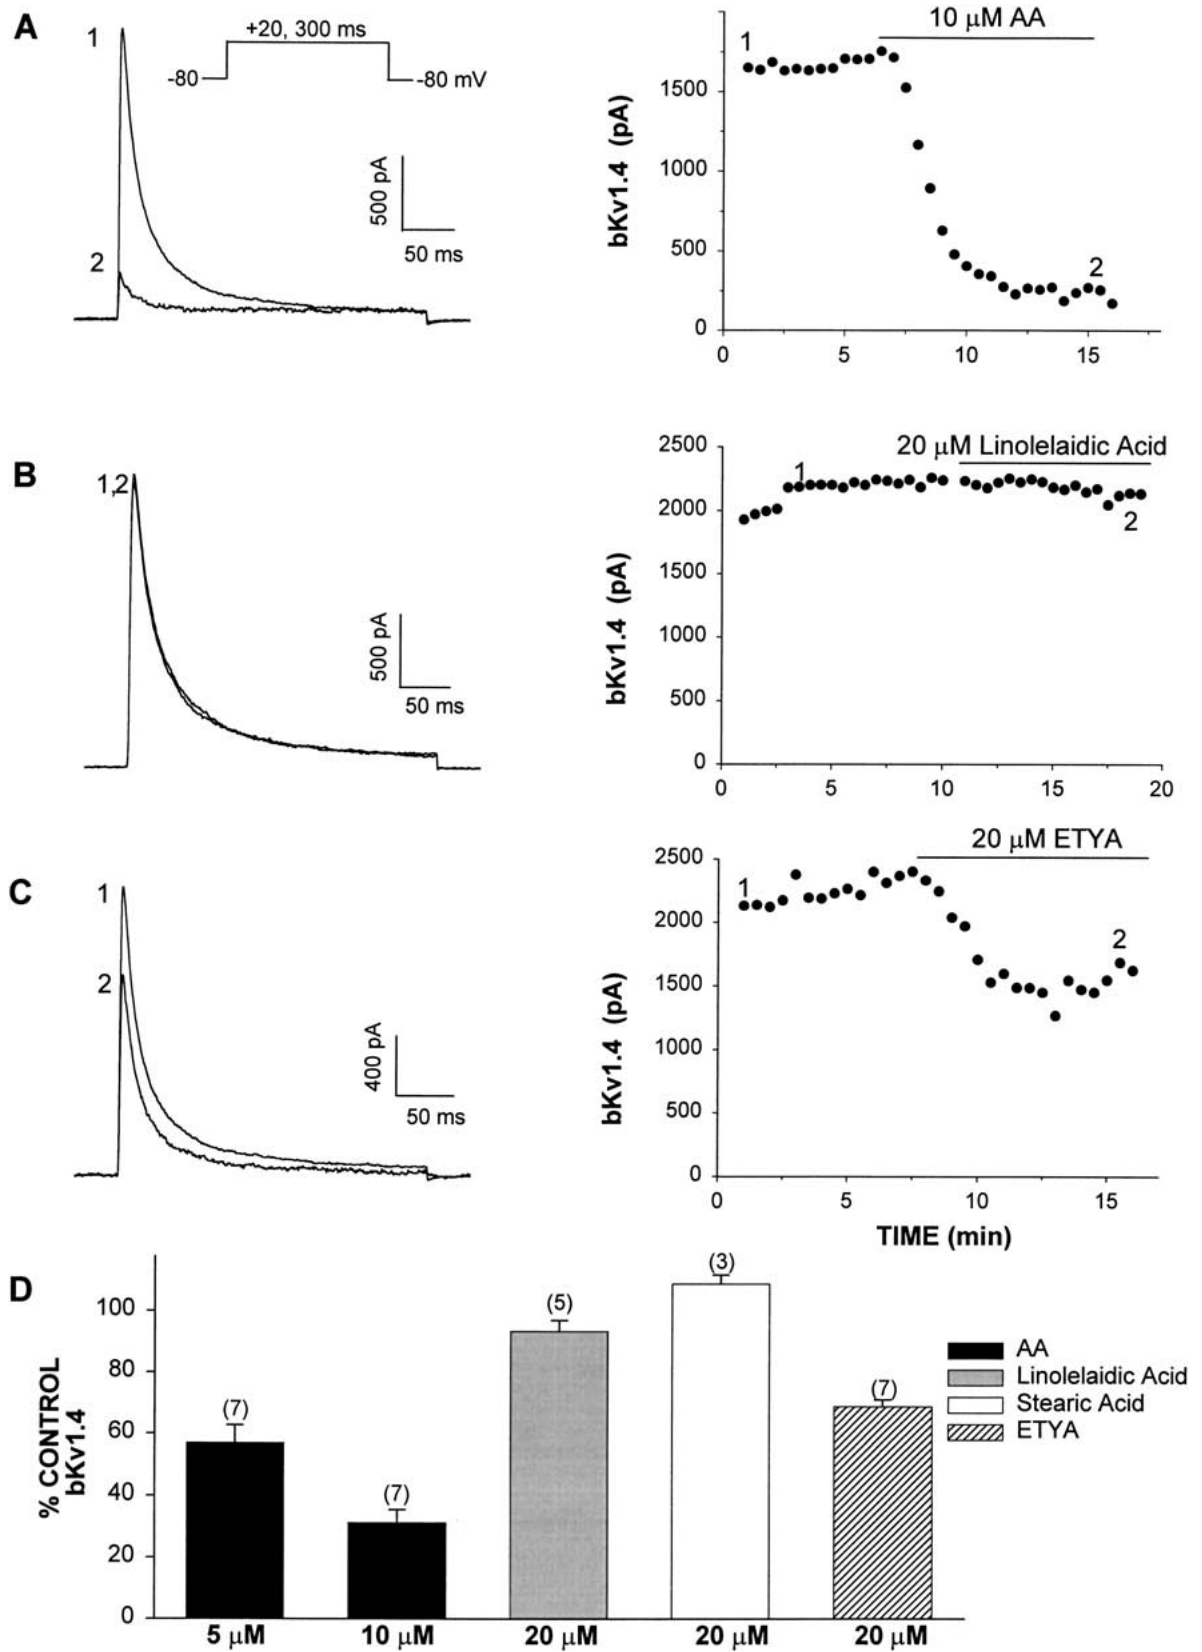 A
1
+20, 300 ms
-80
-80 mV
500 pA
50 ms
2
10 µM AA
bKv1.4 (pA)
1500
1000
500
0
1
2
0 5 10 15
B
1,2
500 pA
50 ms
20 µM Linolelaidic Acid
bKv1.4 (pA)
2500
2000
1500
1000
500
0
1
2
0 5 10 15 20
C
1
2
400 pA
50 ms
20 µM ETYA
bKv1.4 (pA)
2500
2000
1500
1000
500
0
1
2
0 5 10 15
TIME (min)
D
% CONTROL
bKv1.4
100
80
60
40
20
0
(7)
(7)
(5)
(3)
(7)
5 µM 10 µM 20 µM 20 µM 20 µM
AA
Linolelaidic Acid
Stearic Acid
ETYA